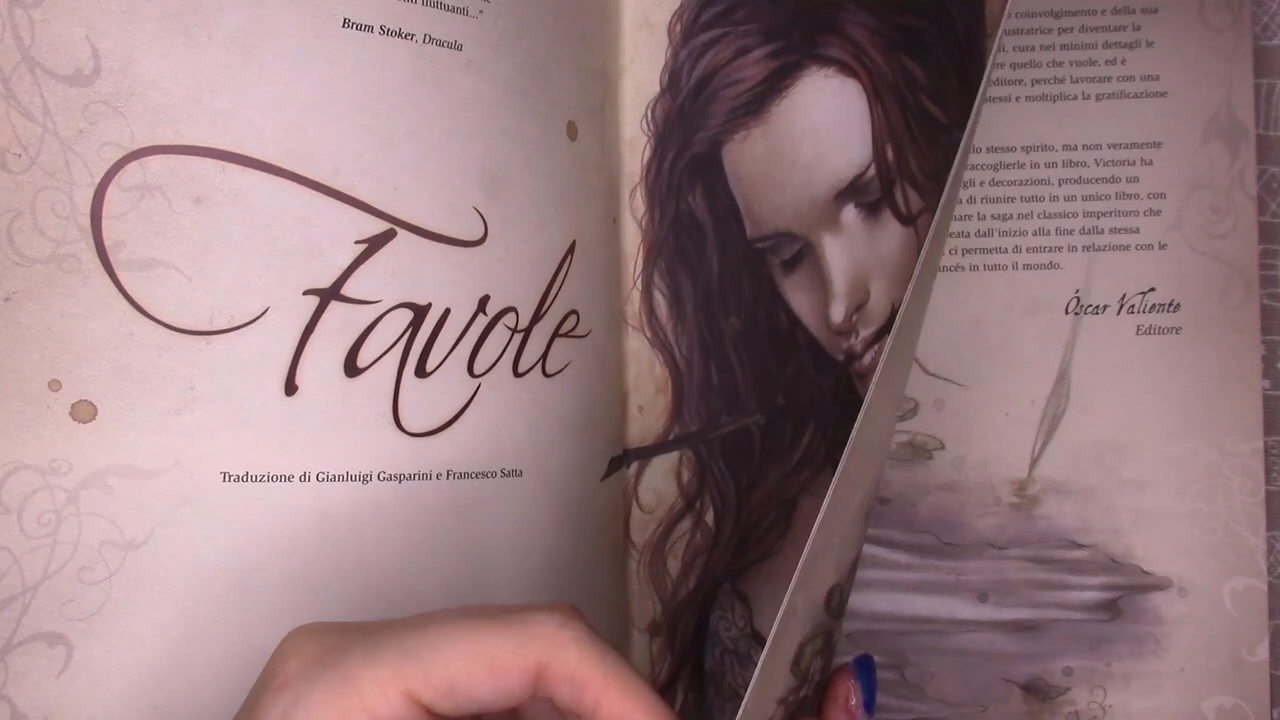 fluttuanti..."
Bram Stoker, Dracula
Favole
Traduzione di Gianluigi Gasparini e Francesco Satta
coinvolgimento e della sua
ustratrice per diventare la
cura nei minimi dettagli le
quello che vuole, ed è
editore, perché lavorare con una
stessi e moltiplica la gratificazione
lo stesso spirito, ma non veramente
raccoglierle in un libro, Victoria ha
gli e decorazioni, producendo un
di riunire tutto in un unico libro, con
nare la saga nel classico imperituro che
eata dall'inizio alla fine dalla stessa
ci permetta di entrare in relazione con le
ancés in tutto il mondo.
Óscar Valiente
Editore